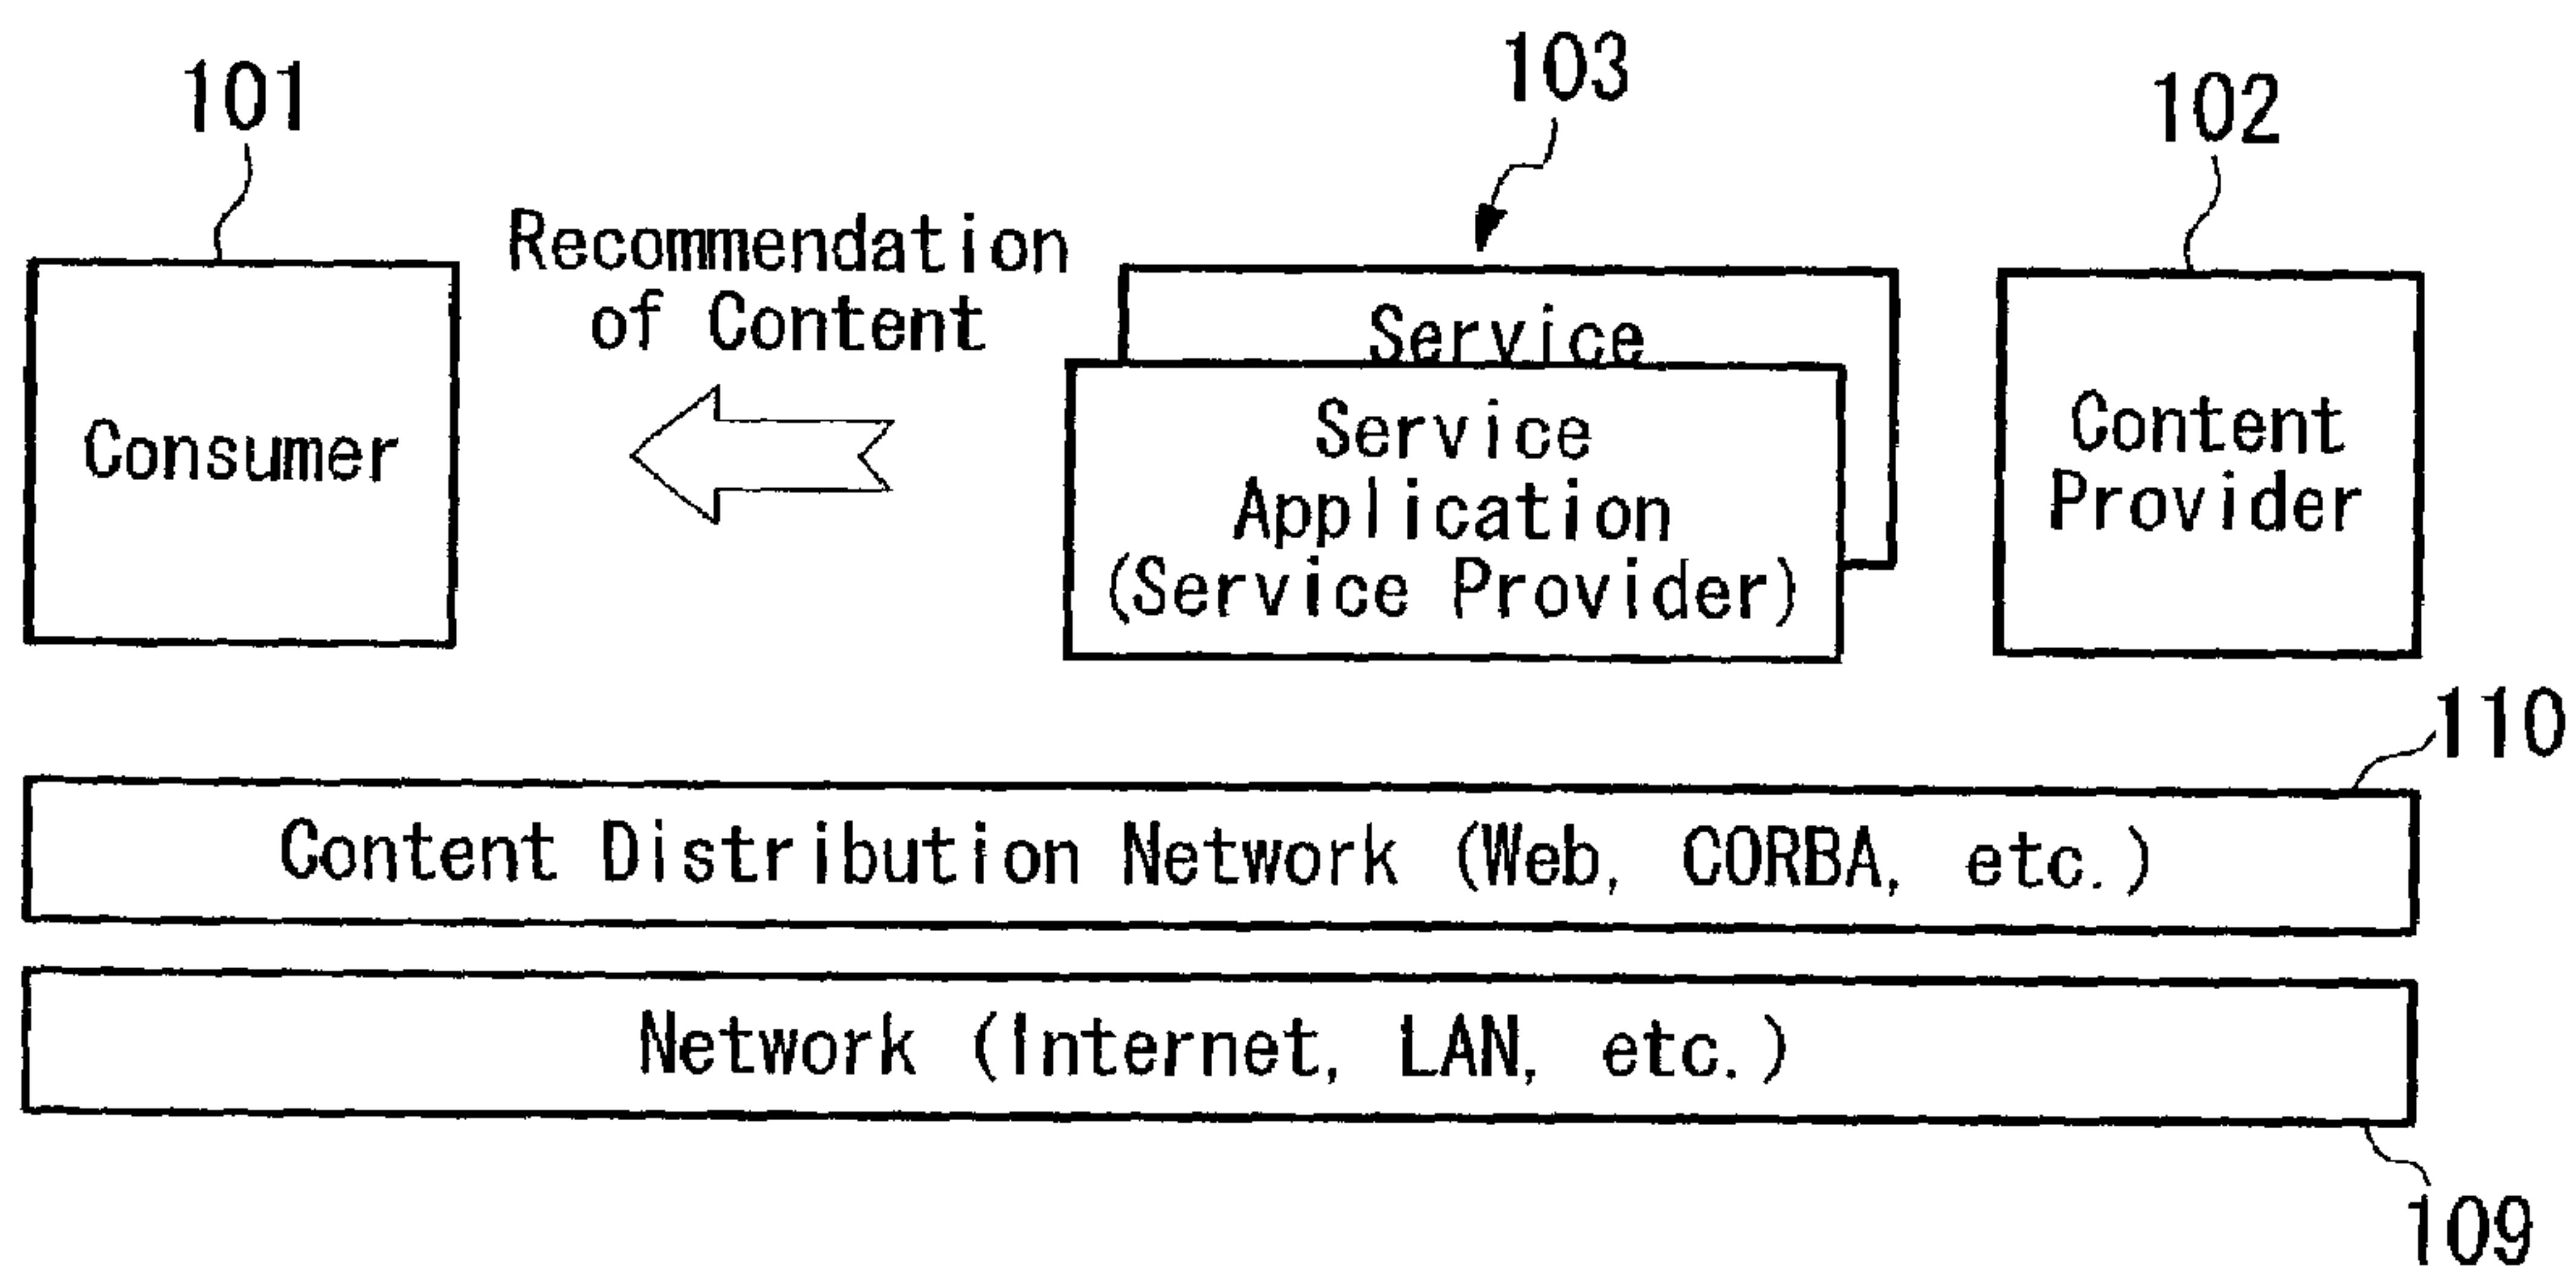 101
103
102
Recommendation
of Content
Consumer
Service
Service
Application
(Service Provider)
Content
Provider
110
Content Distribution Network (Web, CORBA, etc.)
Network (Internet, LAN, etc.)
109